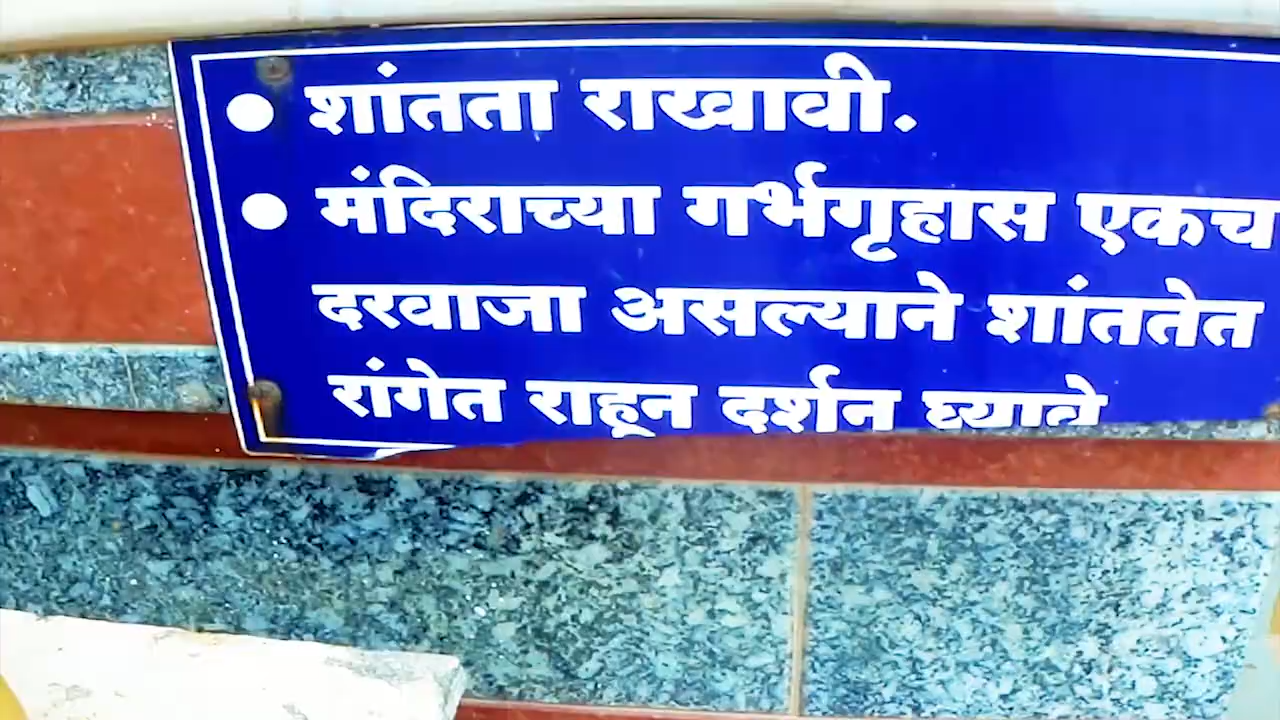 ● शांतता राखावी.
● मंदिराच्या गर्भगृहास एकच
दरवाजा असल्याने शांततेत
रांगेत राहून दर्शन घ्यावे